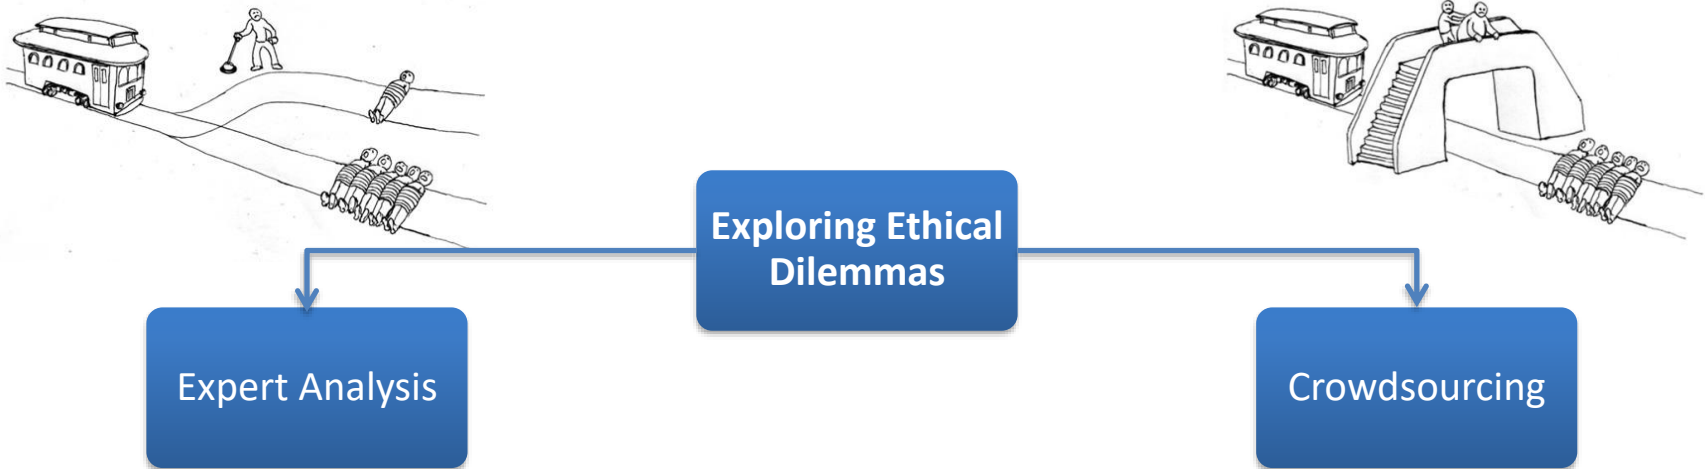 Exploring Ethical
Dilemmas
Expert Analysis
Crowdsourcing